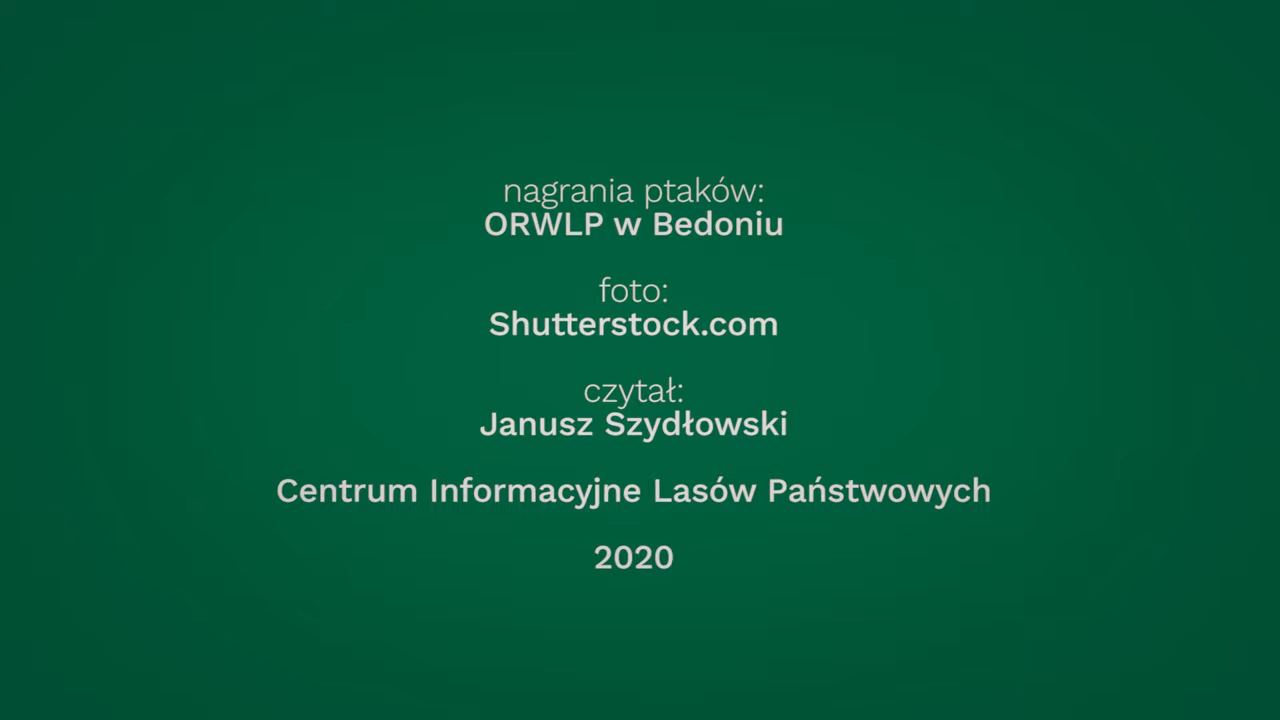 nagrania ptaków:
ORWLP w Bedoniu
foto:
Shutterstock.com
czytał:
Janusz Szydłowski
Centrum Informacyjne Lasów Państwowych
2020